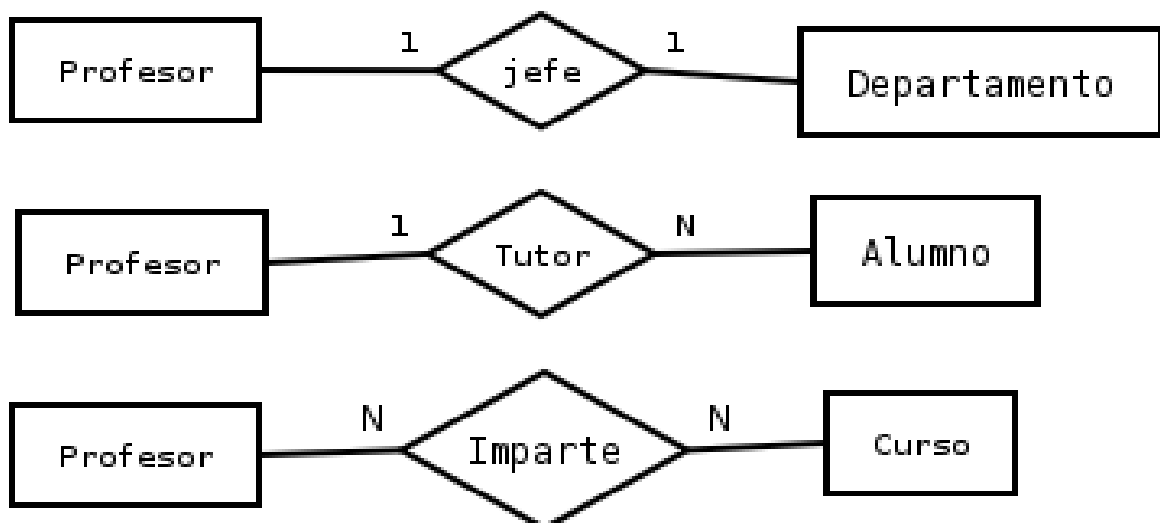 Profesor 1 jefe 1 Departamento
Profesor 1 Tutor N Alumno
Profesor N Imparte N Curso